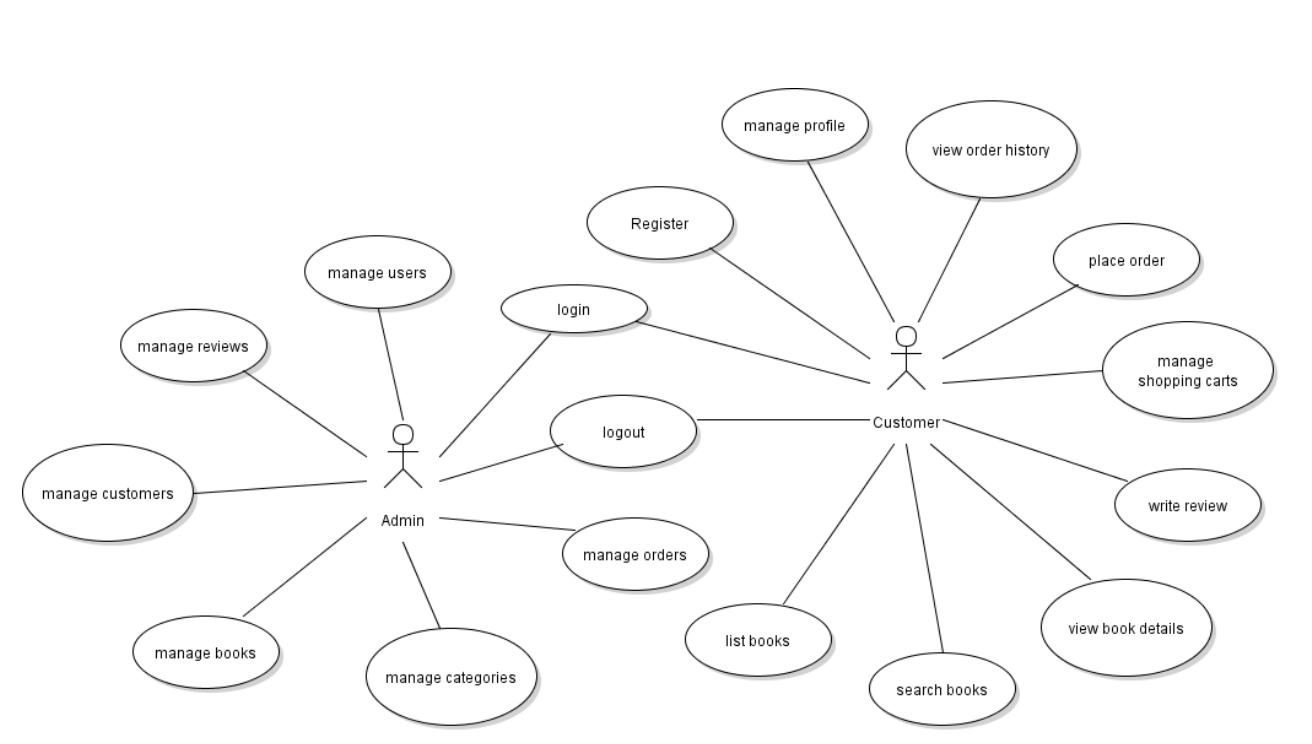 manage profile
view order history
Register
place order
manage users
login
manage reviews
manage
shopping carts
Customer
logout
manage customers
write review
Admin
manage orders
view book details
list books
manage books
manage categories
search books